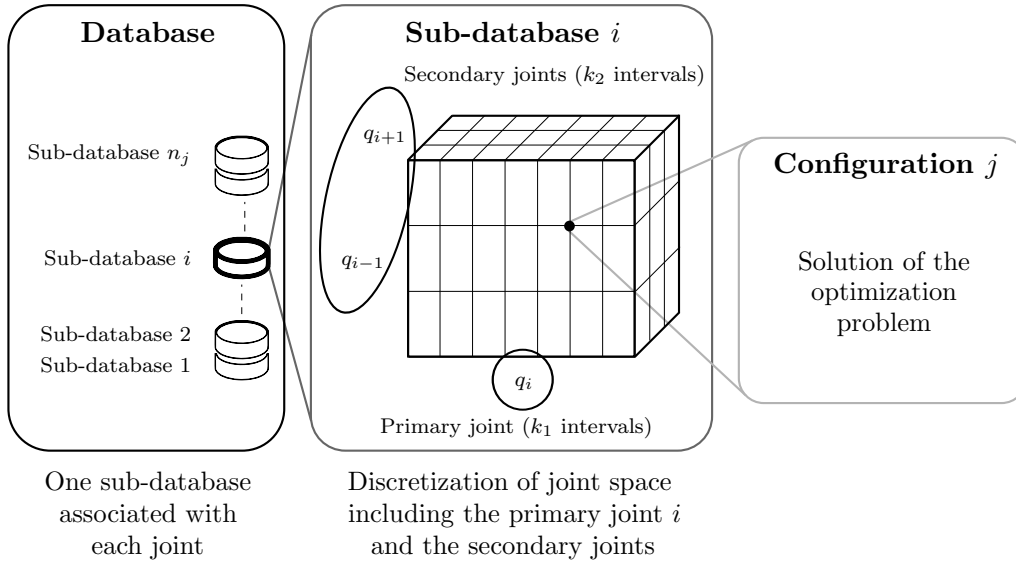 Database
Sub-database n_j
Sub-database i
Sub-database 2
Sub-database 1
One sub-database
associated with
each joint
Sub-database i
Secondary joints (k_2 intervals)
q_{i+1}
q_{i−1}
q_i
Primary joint (k_1 intervals)
Discretization of joint space
including the primary joint i
and the secondary joints
Configuration j
Solution of the
optimization
problem